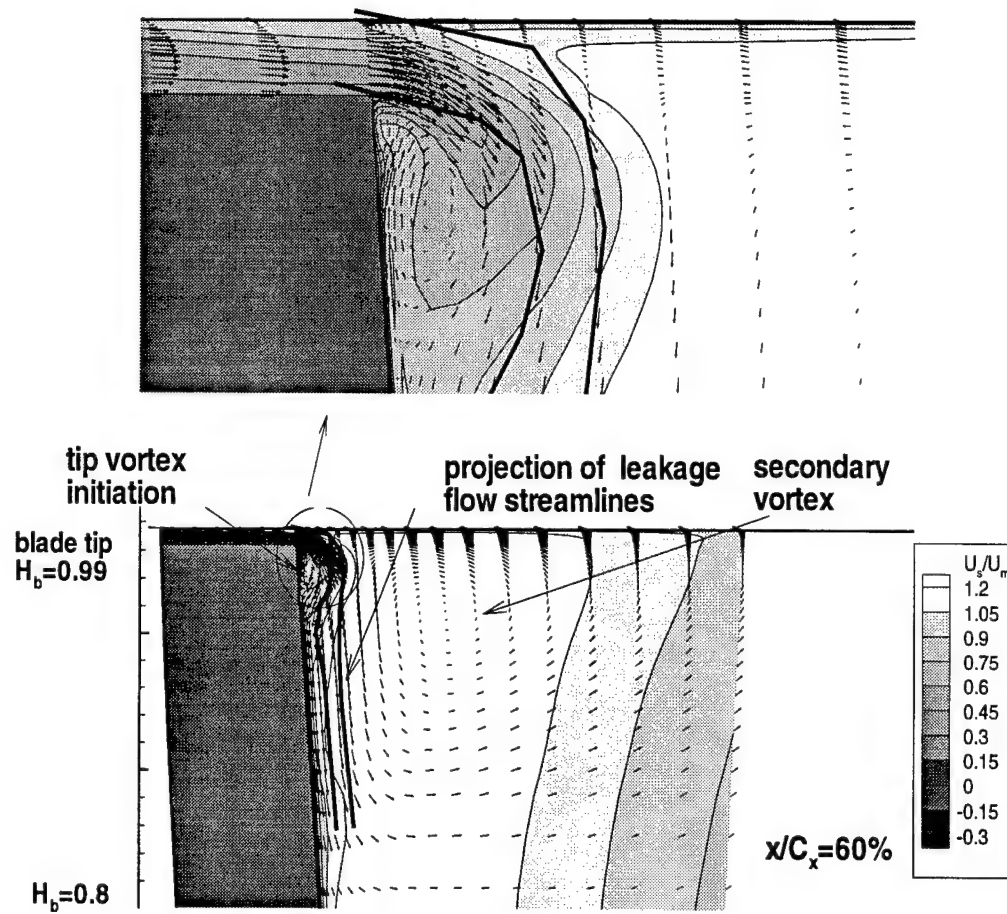 tip vortex
initiation
projection of leakage
flow streamlines
secondary
vortex
blade tip
H_b=0.99
U_s/U_m
1.2
1.05
0.9
0.75
0.6
0.45
0.3
0.15
0
-0.15
-0.3
x/C_x=60%
H_b=0.8